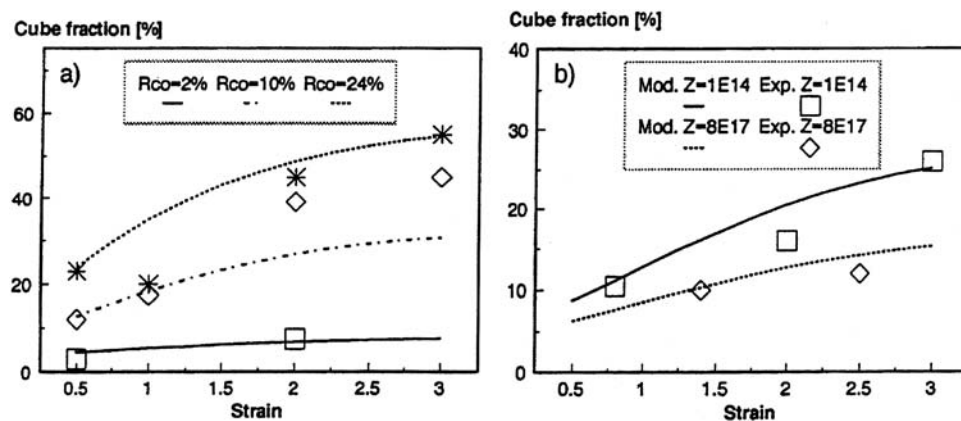 Cube fraction [%]
a)
Rco=2% Rco=10% Rco=24%
60
40
20
0
0.5 1 1.5 2 2.5 3
Strain
Cube fraction [%]
b)
Mod. Z=1E14 Exp. Z=1E14
Mod. Z=8E17 Exp. Z=8E17
40
30
20
10
0
0.5 1 1.5 2 2.5 3
Strain